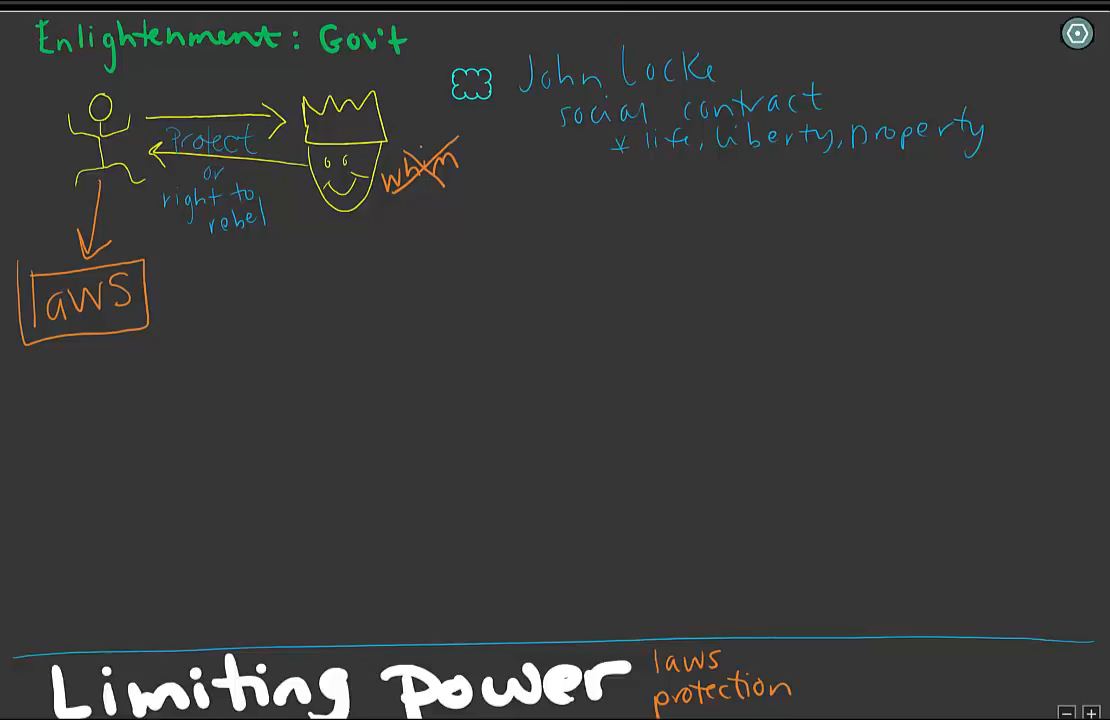 Enlightenment: Gov't
John Locke
social contract
* life, liberty, property
Protect
or
right to
rebel
whim
laws
Limiting Power
laws
protection